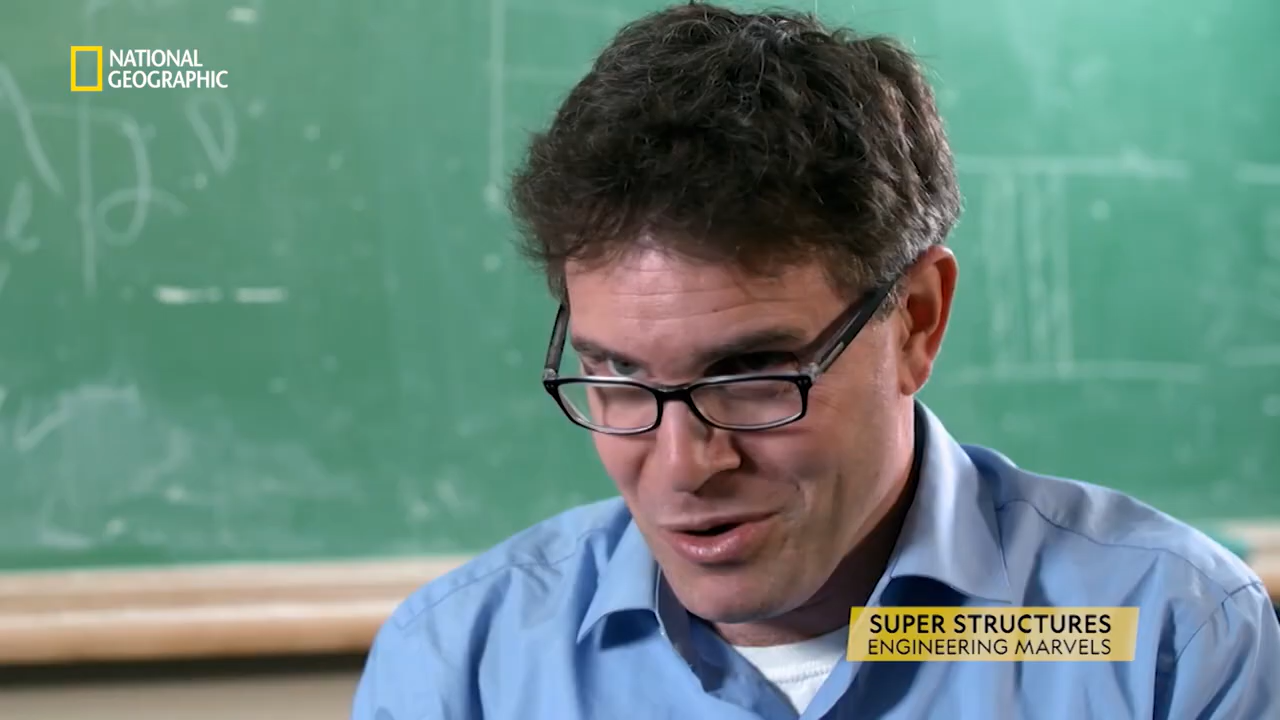 NATIONAL
GEOGRAPHIC
SUPER STRUCTURES
ENGINEERING MARVELS